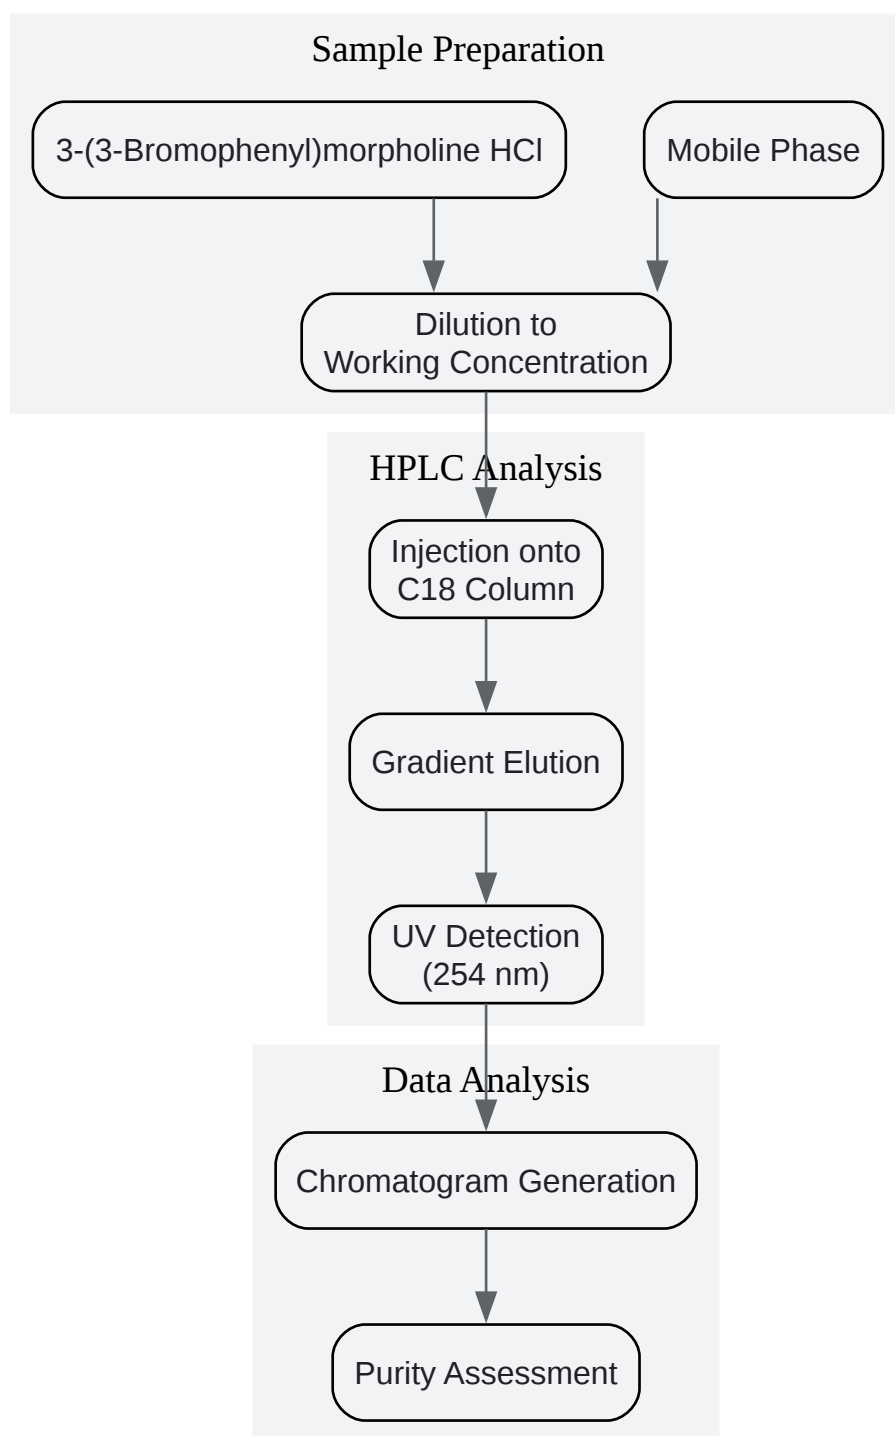 Sample Preparation
3-(3-Bromophenyl)morpholine HCl
Mobile Phase
Dilution to
Working Concentration
HPLC Analysis
Injection onto
C18 Column
Gradient Elution
UV Detection
(254 nm)
Data Analysis
Chromatogram Generation
Purity Assessment